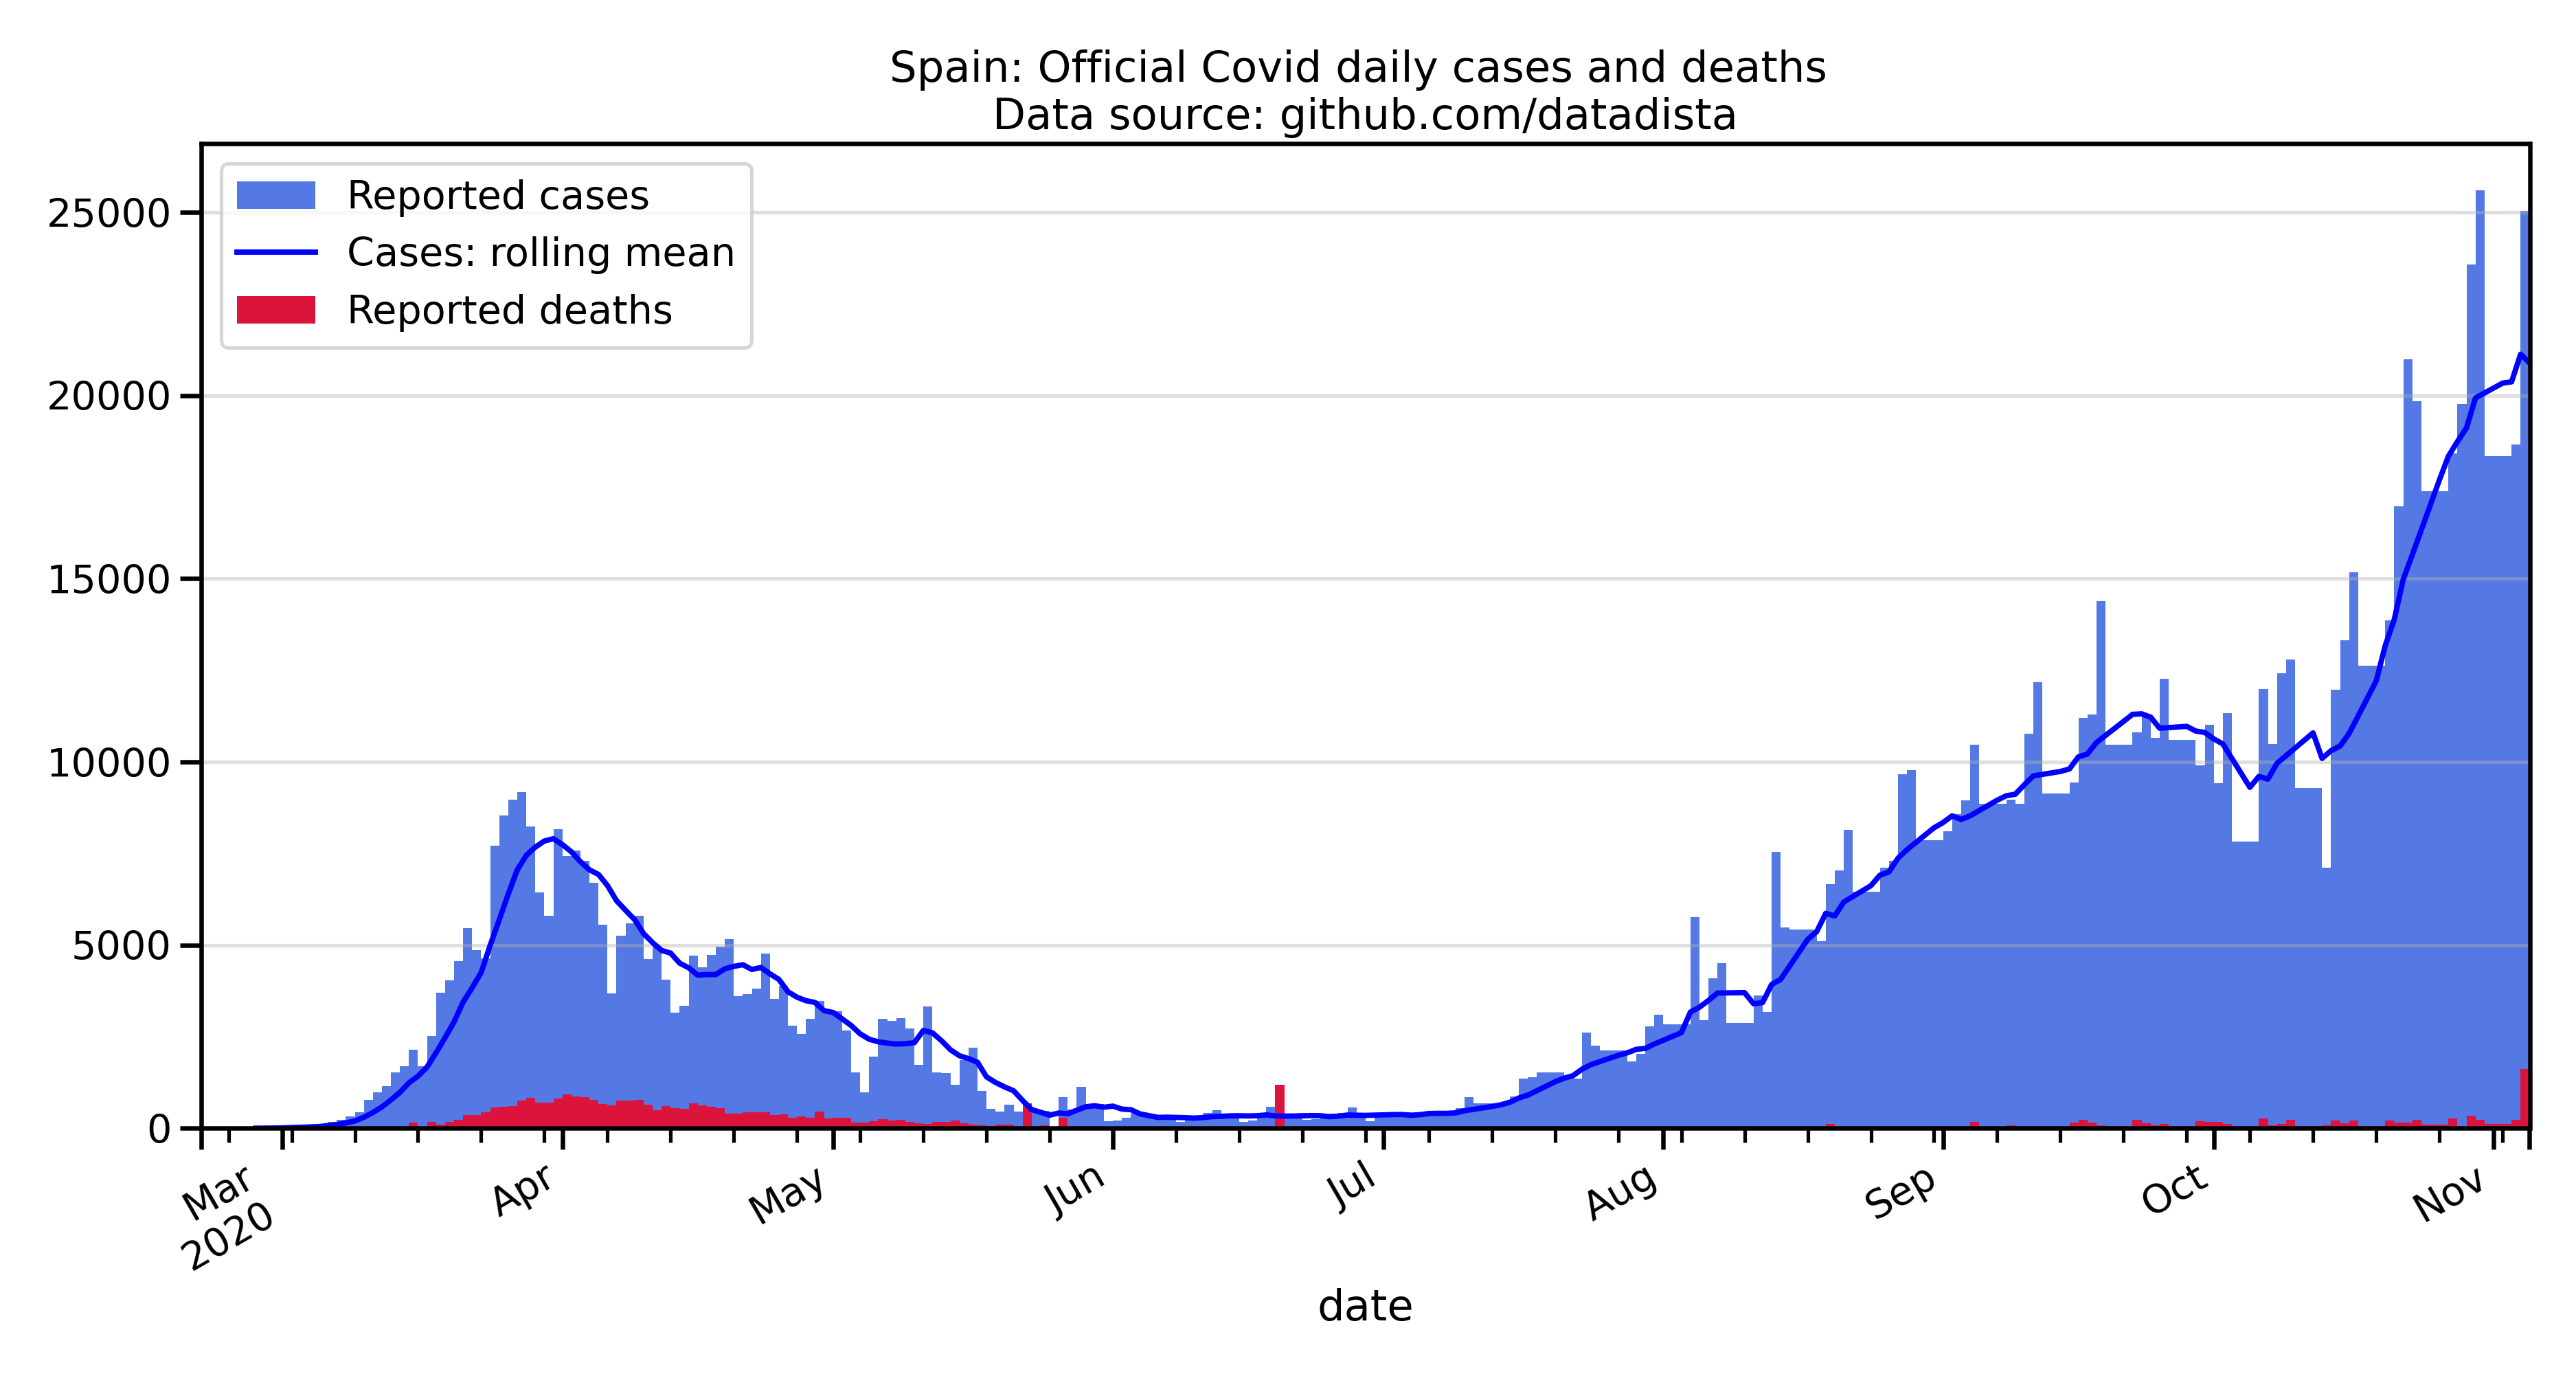 Spain: Official Covid daily cases and deaths
Data source: github.com/datadista
Reported cases
Cases: rolling mean
Reported deaths
25000
20000
15000
10000
5000
0
Mar
2020
Apr
May
Jun
Jul
Aug
Sep
Oct
Nov
date